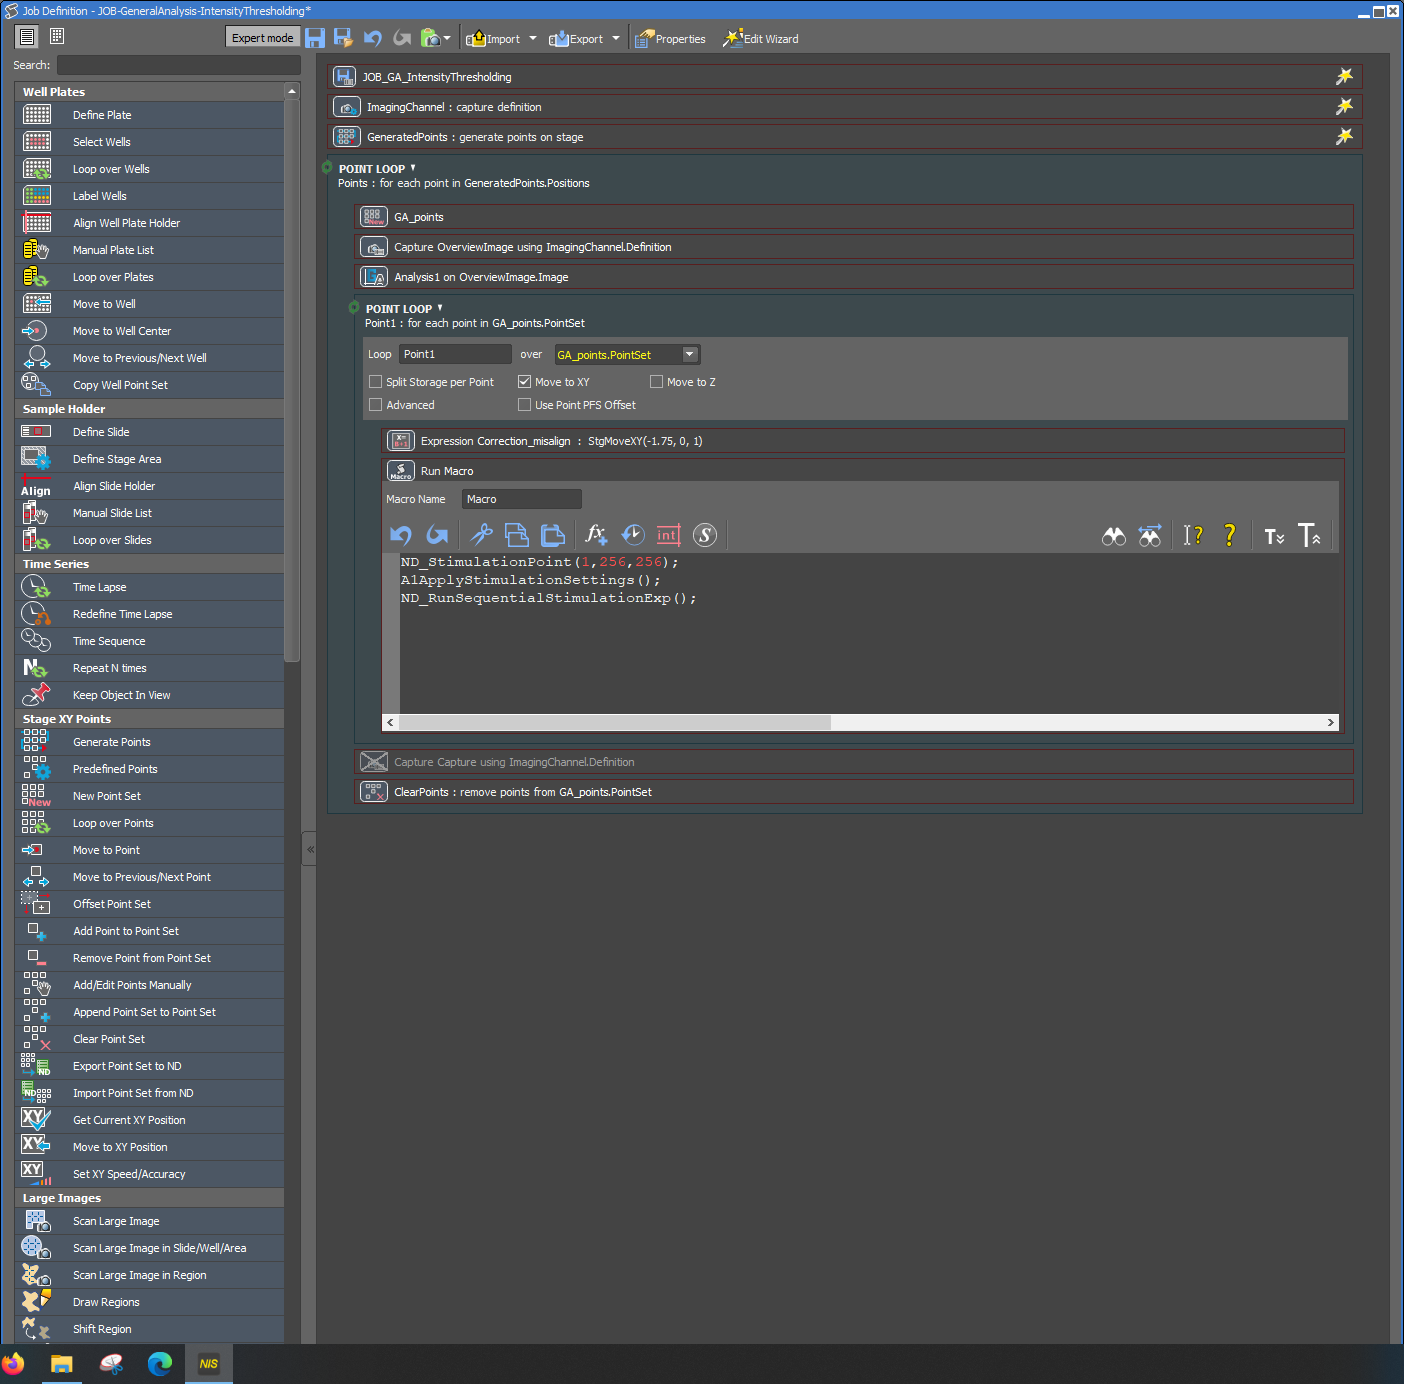 Job Definition - JOB-GeneralAnalysis-IntensityThresholding*
Expert mode
Import
Export
Properties
Edit Wizard
Search:
Well Plates
Define Plate
Select Wells
Loop over Wells
Label Wells
Align Well Plate Holder
Manual Plate List
Loop over Plates
Move to Well
Move to Well Center
Move to Previous/Next Well
Copy Well Point Set
Sample Holder
Define Slide
Define Stage Area
Align
Align Slide Holder
Manual Slide List
Loop over Slides
Time Series
Time Lapse
Redefine Time Lapse
Time Sequence
N
Repeat N times
Keep Object In View
Stage XY Points
Generate Points
Predefined Points
New
New Point Set
Loop over Points
Move to Point
Move to Previous/Next Point
Offset Point Set
Add Point to Point Set
Remove Point from Point Set
Add/Edit Points Manually
Append Point Set to Point Set
Clear Point Set
ND
Export Point Set to ND
ND
Import Point Set from ND
XY
Get Current XY Position
XY
Move to XY Position
XY
Set XY Speed/Accuracy
Large Images
Scan Large Image
Scan Large Image in Slide/Well/Area
Scan Large Image in Region
Draw Regions
Shift Region
«
JOB_GA_IntensityThresholding
ImagingChannel : capture definition
GeneratedPoints : generate points on stage
POINT LOOP
Points : for each point in GeneratedPoints.Positions
New
GA_points
Capture OverviewImage using ImagingChannel.Definition
GA
Analysis1 on OverviewImage.Image
POINT LOOP
Point1 : for each point in GA_points.PointSet
Loop Point1 over GA_points.PointSet
Split Storage per Point Move to XY Move to Z
Advanced Use Point PFS Offset
Expression Correction_misalign : StgMoveXY(-1.75, 0, 1)
Macro
Run Macro
Macro Name Macro
fx int S I? ? T T
ND_StimulationPoint(1,256,256);
A1ApplyStimulationSettings();
ND_RunSequentialStimulationExp();
Capture Capture using ImagingChannel.Definition
ClearPoints : remove points from GA_points.PointSet
NIS